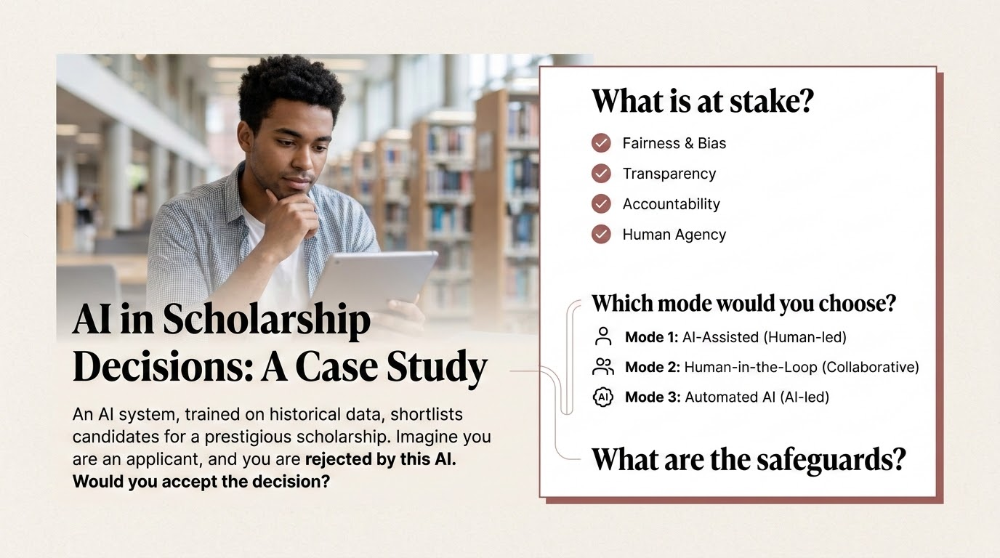 AI in Scholarship
Decisions: A Case Study
An AI system, trained on historical data, shortlists
candidates for a prestigious scholarship. Imagine you
are an applicant, and you are rejected by this AI.
Would you accept the decision?
What is at stake?
Fairness & Bias
Transparency
Accountability
Human Agency
Which mode would you choose?
Mode 1: AI-Assisted (Human-led)
Mode 2: Human-in-the-Loop (Collaborative)
AI
Mode 3: Automated AI (AI-led)
What are the safeguards?